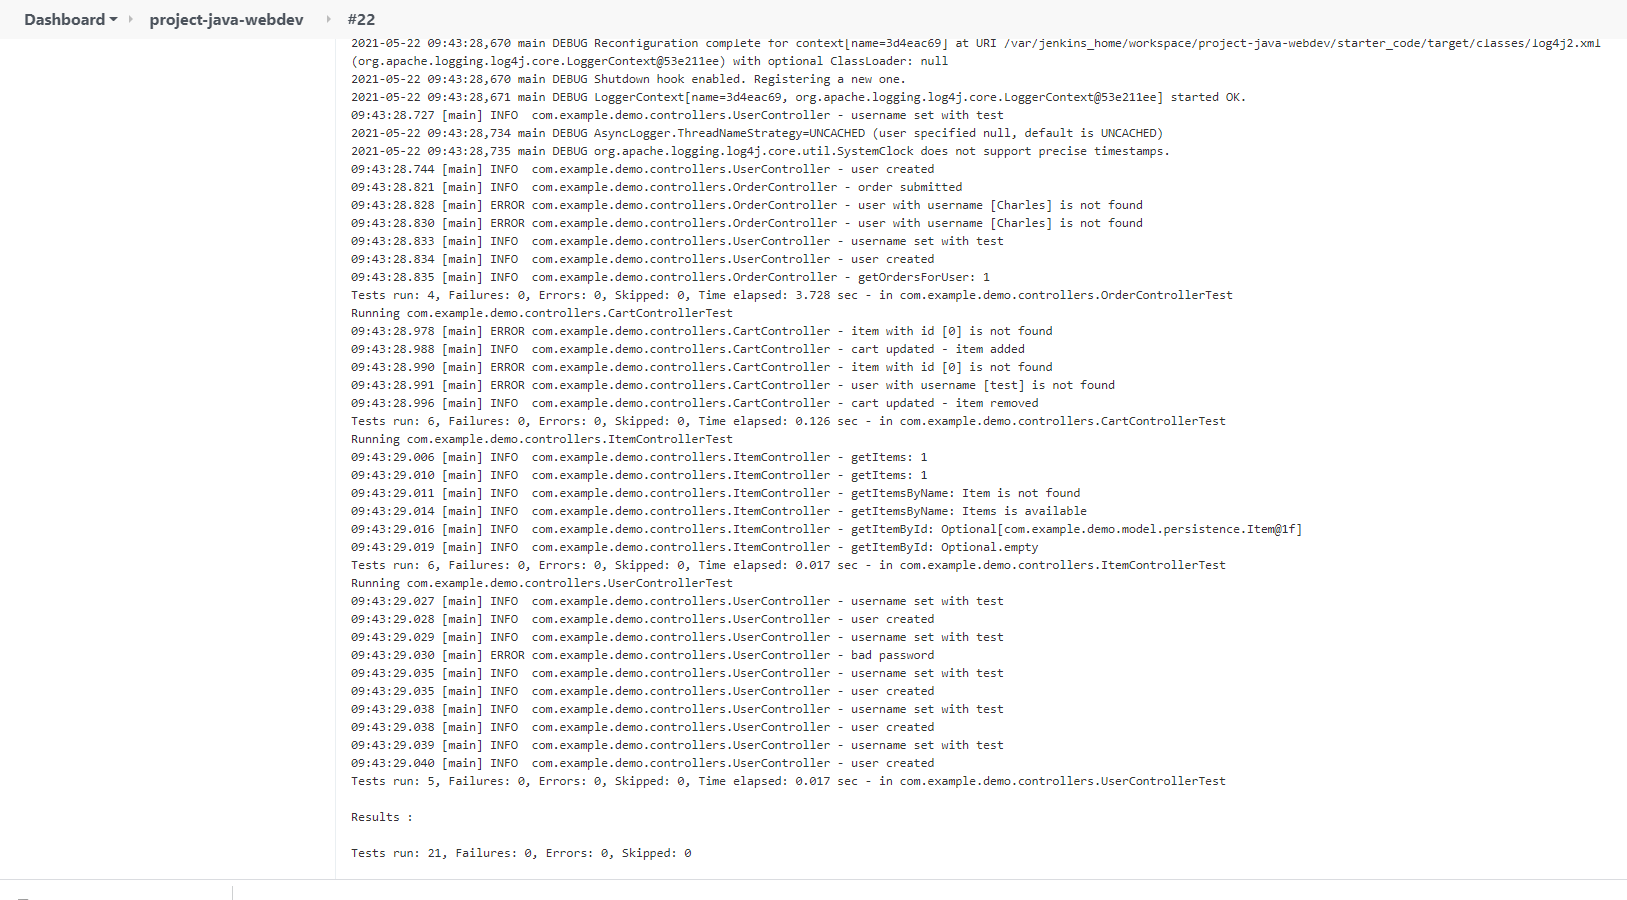 Dashboard project-java-webdev #22
2021-05-22 09:43:28,670 main DEBUG Reconfiguration complete for context[name=3d4eac69] at URI /var/jenkins_home/workspace/project-java-webdev/starter_code/target/classes/log4j2.xml
(org.apache.logging.log4j.core.LoggerContext@53e211ee) with optional ClassLoader: null
2021-05-22 09:43:28,670 main DEBUG Shutdown hook enabled. Registering a new one.
2021-05-22 09:43:28,671 main DEBUG LoggerContext[name=3d4eac69, org.apache.logging.log4j.core.LoggerContext@53e211ee] started OK.
09:43:28.727 [main] INFO  com.example.demo.controllers.UserController - username set with test
2021-05-22 09:43:28,734 main DEBUG AsyncLogger.ThreadNameStrategy=UNCACHED (user specified null, default is UNCACHED)
2021-05-22 09:43:28,735 main DEBUG org.apache.logging.log4j.core.util.SystemClock does not support precise timestamps.
09:43:28.744 [main] INFO  com.example.demo.controllers.UserController - user created
09:43:28.821 [main] INFO  com.example.demo.controllers.OrderController - order submitted
09:43:28.828 [main] ERROR com.example.demo.controllers.OrderController - user with username [Charles] is not found
09:43:28.830 [main] ERROR com.example.demo.controllers.OrderController - user with username [Charles] is not found
09:43:28.833 [main] INFO  com.example.demo.controllers.UserController - username set with test
09:43:28.834 [main] INFO  com.example.demo.controllers.UserController - user created
09:43:28.835 [main] INFO  com.example.demo.controllers.OrderController - getOrdersForUser: 1
Tests run: 4, Failures: 0, Errors: 0, Skipped: 0, Time elapsed: 3.728 sec - in com.example.demo.controllers.OrderControllerTest
Running com.example.demo.controllers.CartControllerTest
09:43:28.978 [main] ERROR com.example.demo.controllers.CartController - item with id [0] is not found
09:43:28.988 [main] INFO  com.example.demo.controllers.CartController - cart updated - item added
09:43:28.990 [main] ERROR com.example.demo.controllers.CartController - item with id [0] is not found
09:43:28.991 [main] ERROR com.example.demo.controllers.CartController - user with username [test] is not found
09:43:28.996 [main] INFO  com.example.demo.controllers.CartController - cart updated - item removed
Tests run: 6, Failures: 0, Errors: 0, Skipped: 0, Time elapsed: 0.126 sec - in com.example.demo.controllers.CartControllerTest
Running com.example.demo.controllers.ItemControllerTest
09:43:29.006 [main] INFO  com.example.demo.controllers.ItemController - getItems: 1
09:43:29.010 [main] INFO  com.example.demo.controllers.ItemController - getItems: 1
09:43:29.011 [main] INFO  com.example.demo.controllers.ItemController - getItemsByName: Item is not found
09:43:29.014 [main] INFO  com.example.demo.controllers.ItemController - getItemsByName: Items is available
09:43:29.016 [main] INFO  com.example.demo.controllers.ItemController - getItemById: Optional[com.example.demo.model.persistence.Item@1f]
09:43:29.019 [main] INFO  com.example.demo.controllers.ItemController - getItemById: Optional.empty
Tests run: 6, Failures: 0, Errors: 0, Skipped: 0, Time elapsed: 0.017 sec - in com.example.demo.controllers.ItemControllerTest
Running com.example.demo.controllers.UserControllerTest
09:43:29.027 [main] INFO  com.example.demo.controllers.UserController - username set with test
09:43:29.028 [main] INFO  com.example.demo.controllers.UserController - user created
09:43:29.029 [main] INFO  com.example.demo.controllers.UserController - username set with test
09:43:29.030 [main] ERROR com.example.demo.controllers.UserController - bad password
09:43:29.035 [main] INFO  com.example.demo.controllers.UserController - username set with test
09:43:29.035 [main] INFO  com.example.demo.controllers.UserController - user created
09:43:29.038 [main] INFO  com.example.demo.controllers.UserController - username set with test
09:43:29.038 [main] INFO  com.example.demo.controllers.UserController - user created
09:43:29.039 [main] INFO  com.example.demo.controllers.UserController - username set with test
09:43:29.040 [main] INFO  com.example.demo.controllers.UserController - user created
Tests run: 5, Failures: 0, Errors: 0, Skipped: 0, Time elapsed: 0.017 sec - in com.example.demo.controllers.UserControllerTest
Results :
Tests run: 21, Failures: 0, Errors: 0, Skipped: 0